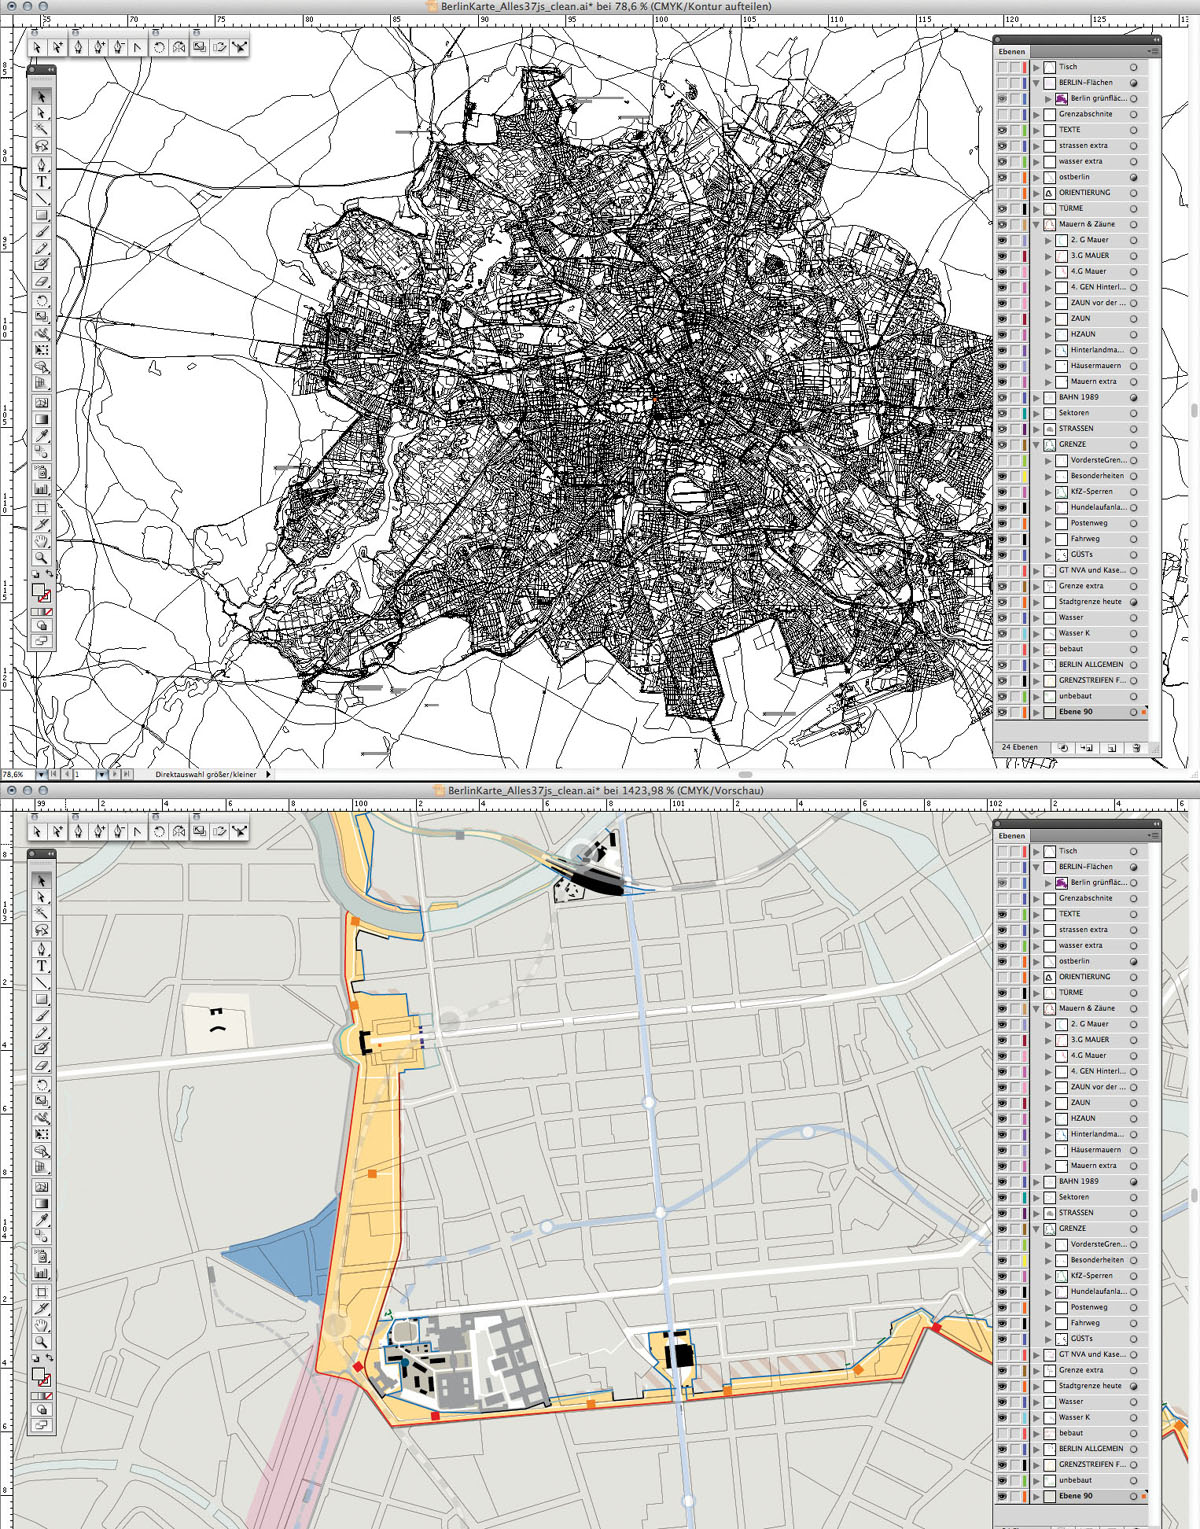 BerlinKarte_Alles37js_clean.ai* bei 78,6 % (CMYK/Kontur aufteilen)
75 80 85 90 95 100 105 110 115 120 125
Ebenen
Tisch
BERLIN-Flächen
Berlin grünfläc...
Grenzabschnite
TEXTE
strassen extra
wasser extra
ostberlin
ORIENTIERUNG
TÜRME
Mauern & Zäune
2. G Mauer
3.G MAUER
4.G Mauer
4. GEN Hinterl...
ZAUN vor der ...
ZAUN
HZAUN
Hinterlandma...
Häusermauern
Mauern extra
BAHN 1989
Sektoren
STRASSEN
GRENZE
VordersteGren...
Besonderheiten
KfZ-Sperren
Hundelaufanla...
Postenweg
Fahrweg
GÜSTs
GT NVA und Kase...
Grenze extra
Stadtgrenze heute
Wasser
Wasser K
bebaut
BERLIN ALLGEMEIN
GRENZSTREIFEN F...
unbebaut
Ebene 90
24 Ebenen
78,6% 1 Direktauswahl größer/kleiner
BerlinKarte_Alles37js_clean.ai* bei 1423,98 % (CMYK/Vorschau)
99 2 4 6 8 100 2 4 6 8 101 2 4 6 8 102 2 4 6
Ebenen
Tisch
BERLIN-Flächen
Berlin grünfläc...
Grenzabschnite
TEXTE
strassen extra
wasser extra
ostberlin
ORIENTIERUNG
TÜRME
Mauern & Zäune
2. G Mauer
3.G MAUER
4.G Mauer
4. GEN Hinterl...
ZAUN vor der ...
ZAUN
HZAUN
Hinterlandma...
Häusermauern
Mauern extra
BAHN 1989
Sektoren
STRASSEN
GRENZE
VordersteGren...
Besonderheiten
KfZ-Sperren
Hundelaufanla...
Postenweg
Fahrweg
GÜSTs
GT NVA und Kase...
Grenze extra
Stadtgrenze heute
Wasser
Wasser K
bebaut
BERLIN ALLGEMEIN
GRENZSTREIFEN F...
unbebaut
Ebene 90